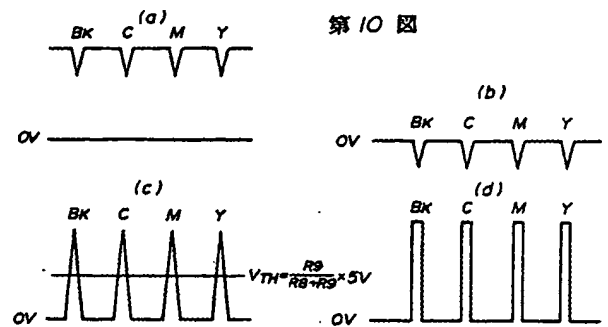 第10図
(a)
BK C M Y
0V
(b)
BK C M Y
0V
(c)
BK C M Y
VTH=R9/R8+R9×5V
0V
(d)
BK C M Y
0V